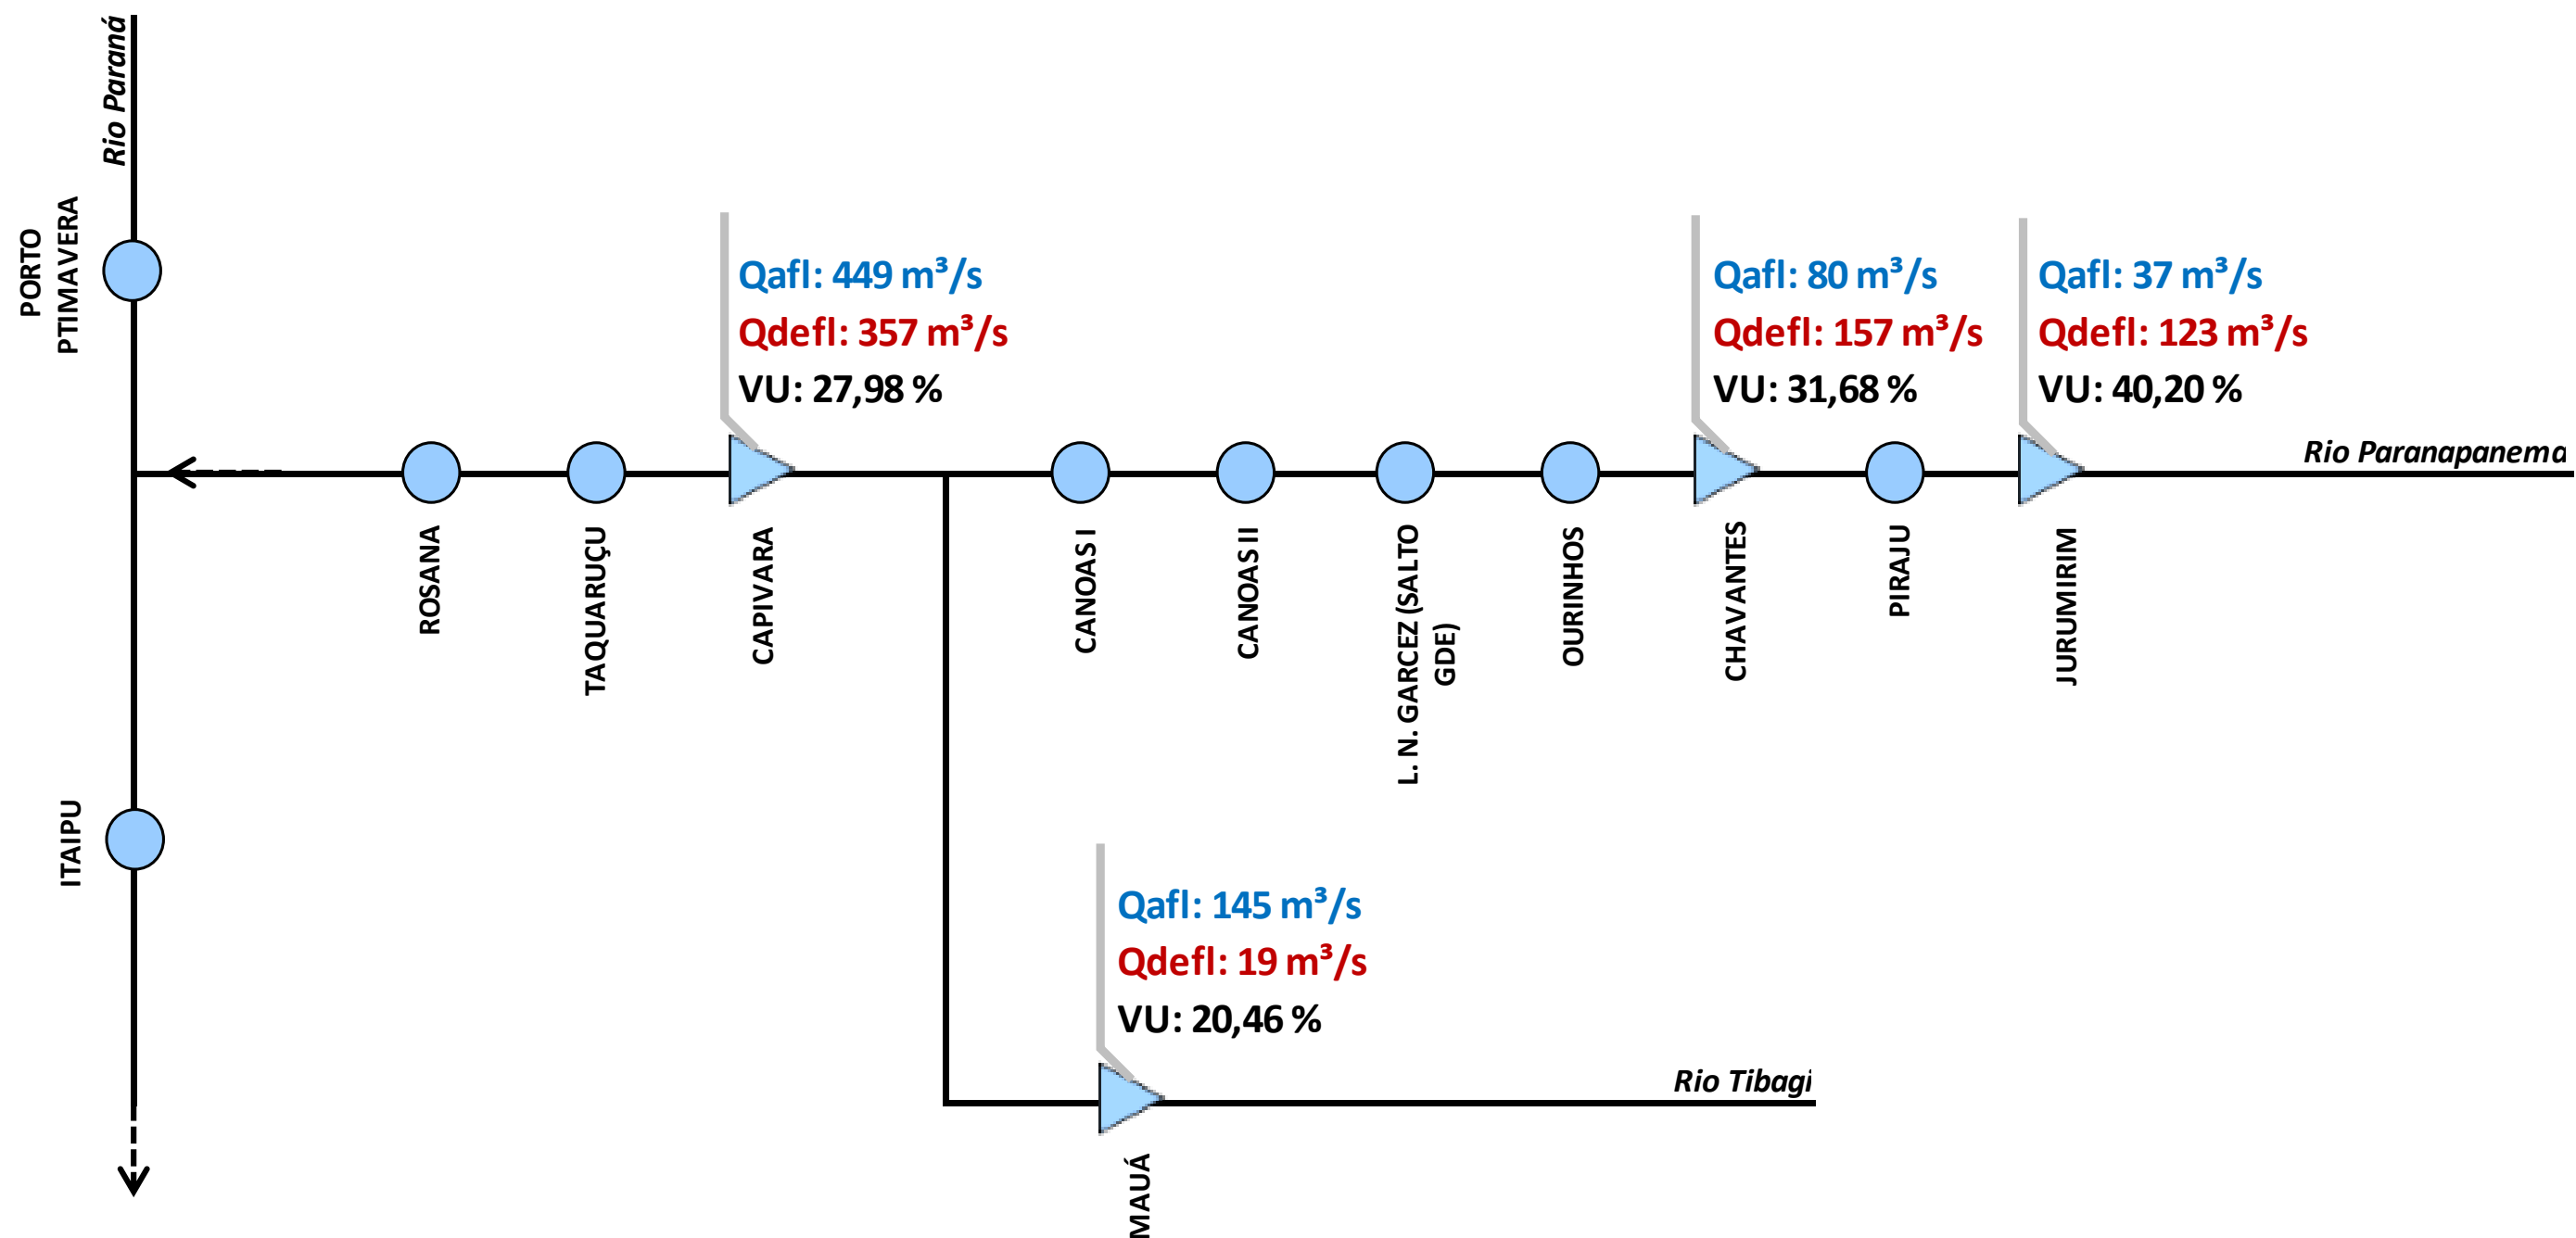 Rio Paraná
PORTO
PTIMAVERA
Qafl: 449 m³/s
Qdefl: 357 m³/s
VU: 27,98 %
Qafl: 80 m³/s
Qdefl: 157 m³/s
VU: 31,68 %
Qafl: 37 m³/s
Qdefl: 123 m³/s
VU: 40,20 %
Rio Paranapanema
ROSANA
TAQUARUÇU
CAPIVARA
CANOAS I
CANOAS II
L. N. GARCEZ (SALTO
GDE)
OURINHOS
CHAVANTES
PIRAJU
JURUMIRIM
ITAIPU
Qafl: 145 m³/s
Qdefl: 19 m³/s
VU: 20,46 %
Rio Tibagi
MAUÁ